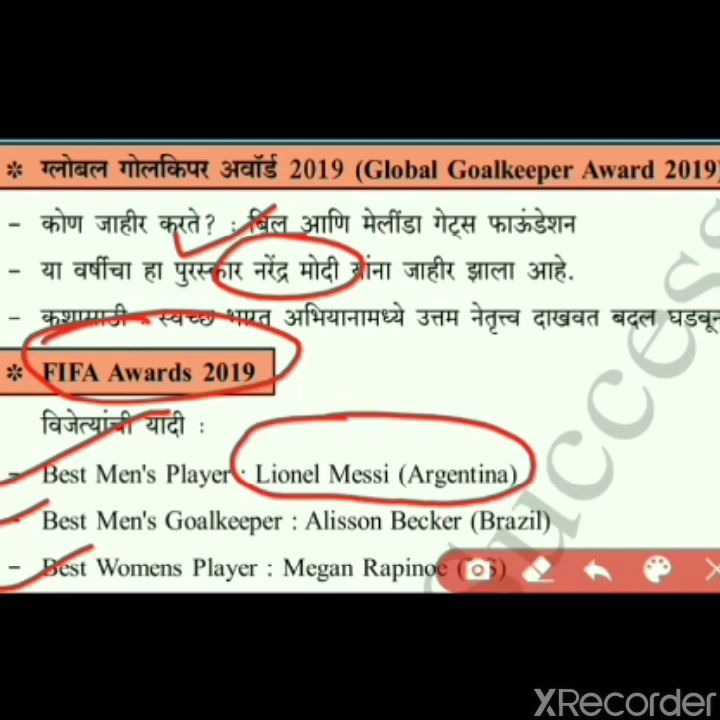 * ग्लोबल गोलकिपर अवॉर्ड 2019 (Global Goalkeeper Award 2019)
- कोण जाहीर करते? : बिल आणि मेलींडा गेट्स फाऊंडेशन
- या वर्षीचा हा पुरस्कार नरेंद्र मोदी यांना जाहीर झाला आहे.
- कशासाठी - स्वच्छ भारत अभियानामध्ये उत्तम नेतृत्त्व दाखवत बदल घडवून
* FIFA Awards 2019
विजेत्यांची यादी :
- Best Men's Player : Lionel Messi (Argentina)
- Best Men's Goalkeeper : Alisson Becker (Brazil)
- Best Womens Player : Megan Rapinoe
Success
XRecorder